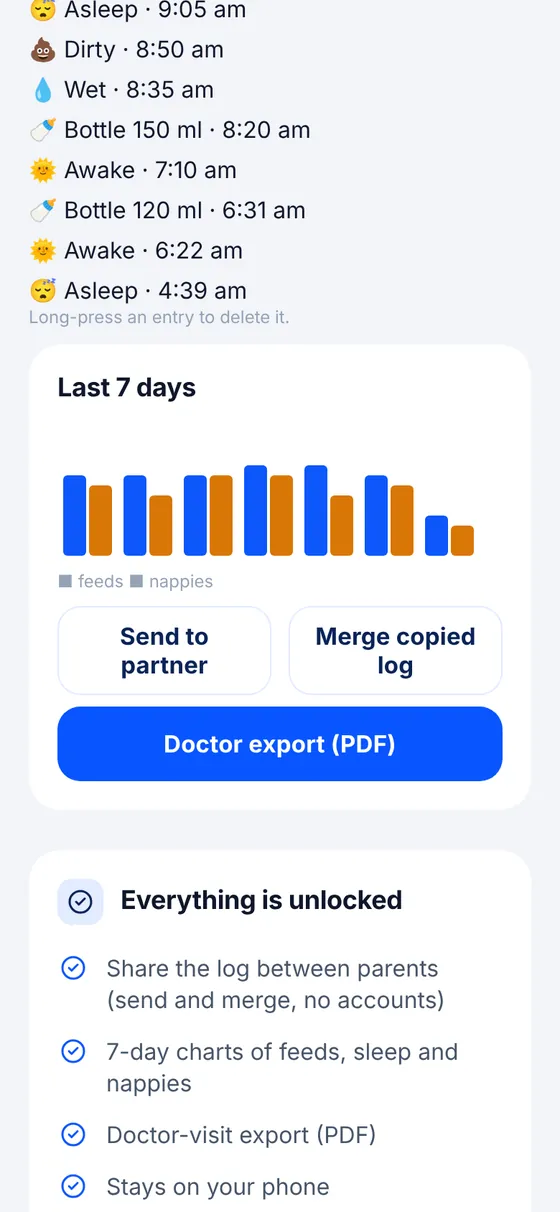 😴 Asleep · 9:05 am
💩 Dirty · 8:50 am
💧 Wet · 8:35 am
🍼 Bottle 150 ml · 8:20 am
🌞 Awake · 7:10 am
🍼 Bottle 120 ml · 6:31 am
🌞 Awake · 6:22 am
😴 Asleep · 4:39 am
Long-press an entry to delete it.
Last 7 days
■ feeds ■ nappies
Send to
partner
Merge copied
log
Doctor export (PDF)
Everything is unlocked
Share the log between parents
(send and merge, no accounts)
7-day charts of feeds, sleep and
nappies
Doctor-visit export (PDF)
Stays on your phone